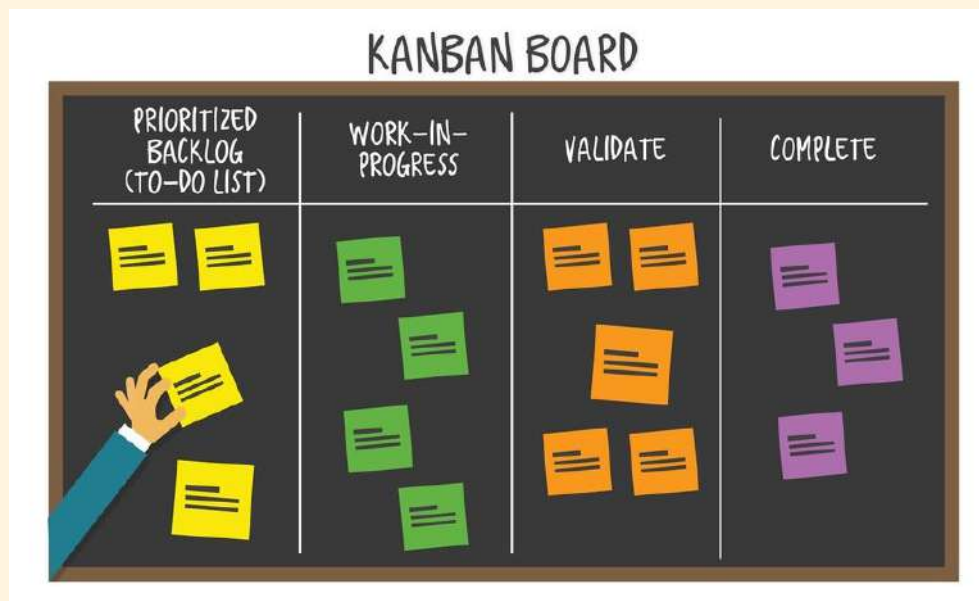 KANBAN BOARD
PRIORITIZED
BACKLOG
(TO-DO LIST)
WORK-IN-
PROGRESS
VALIDATE
COMPLETE